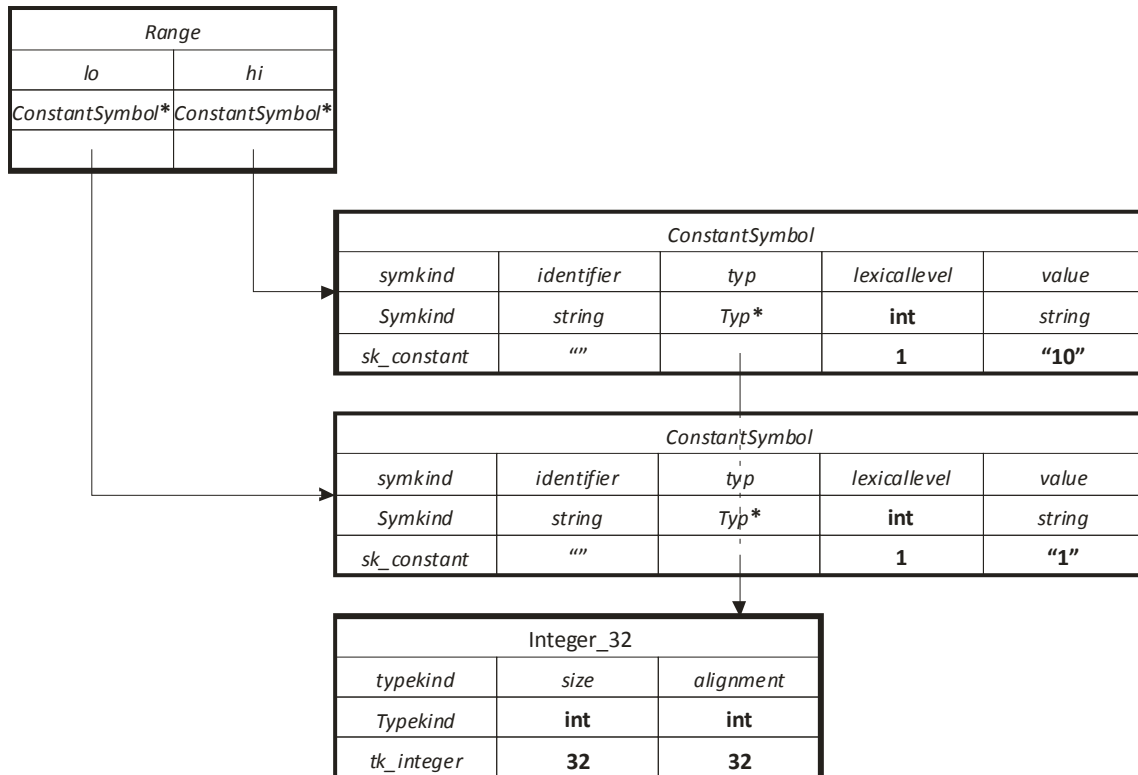 Range
lo hi
ConstantSymbol* ConstantSymbol*
ConstantSymbol
symkind identifier typ lexicallevel value
Symkind string Typ* int string
sk_constant “” 1 “10”
ConstantSymbol
symkind identifier typ lexicallevel value
Symkind string Typ* int string
sk_constant “” 1 “1”
Integer_32
typekind size alignment
Typekind int int
tk_integer 32 32